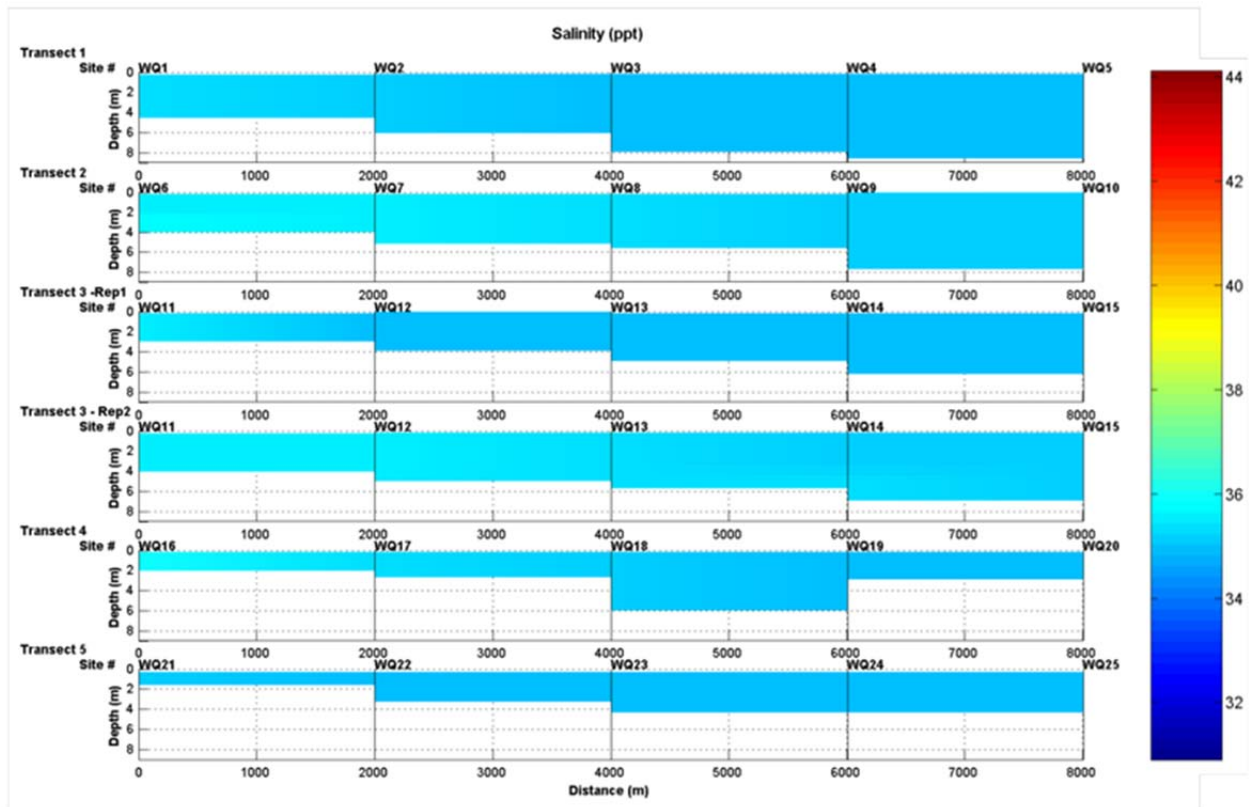 Salinity (ppt)
Transect 1
Site # WQ1 WQ2 WQ3 WQ4 WQ5
Depth (m)
0
2
4
6
8
0 1000 2000 3000 4000 5000 6000 7000 8000
Transect 2
Site # WQ6 WQ7 WQ8 WQ9 WQ10
Depth (m)
0
2
4
6
8
0 1000 2000 3000 4000 5000 6000 7000 8000
Transect 3 -Rep1
Site # WQ11 WQ12 WQ13 WQ14 WQ15
Depth (m)
0
2
4
6
8
0 1000 2000 3000 4000 5000 6000 7000 8000
Transect 3 - Rep2
Site # WQ11 WQ12 WQ13 WQ14 WQ15
Depth (m)
0
2
4
6
8
0 1000 2000 3000 4000 5000 6000 7000 8000
Transect 4
Site # WQ16 WQ17 WQ18 WQ19 WQ20
Depth (m)
0
2
4
6
8
0 1000 2000 3000 4000 5000 6000 7000 8000
Transect 5
Site # WQ21 WQ22 WQ23 WQ24 WQ25
Depth (m)
0
2
4
6
8
0 1000 2000 3000 4000 5000 6000 7000 8000
Distance (m)
44
42
40
38
36
34
32